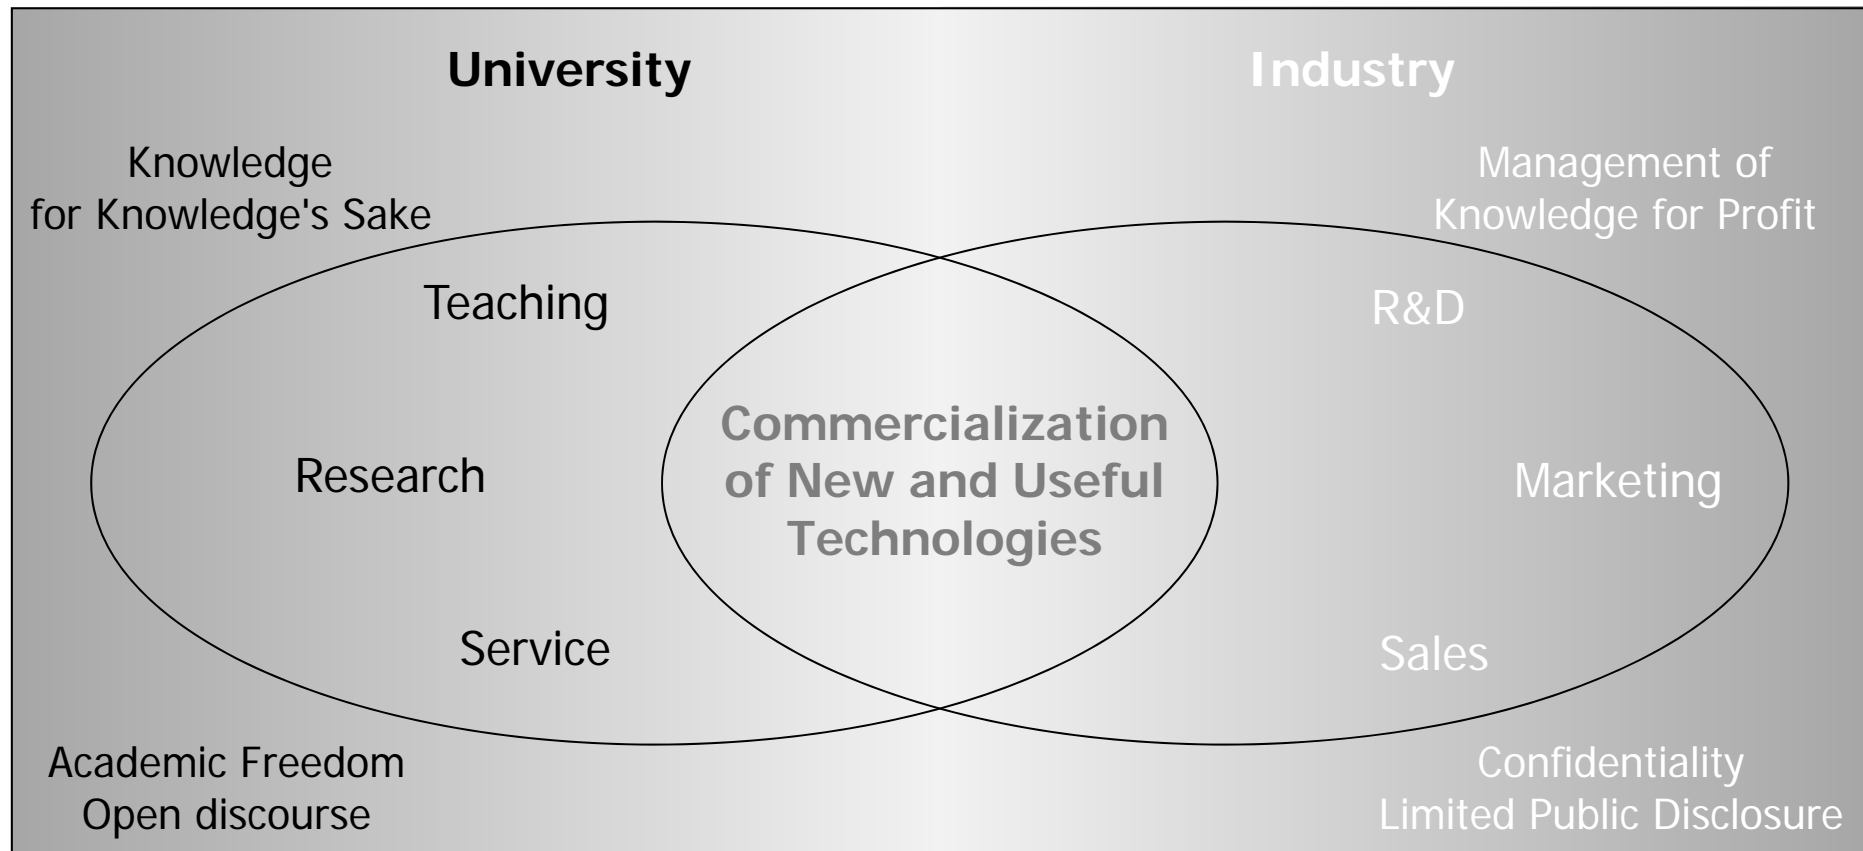 University
Industry
Knowledge
for Knowledge's Sake
Management of
Knowledge for Profit
Teaching
R&D
Commercialization
of New and Useful
Technologies
Research
Marketing
Service
Sales
Academic Freedom
Open discourse
Confidentiality
Limited Public Disclosure